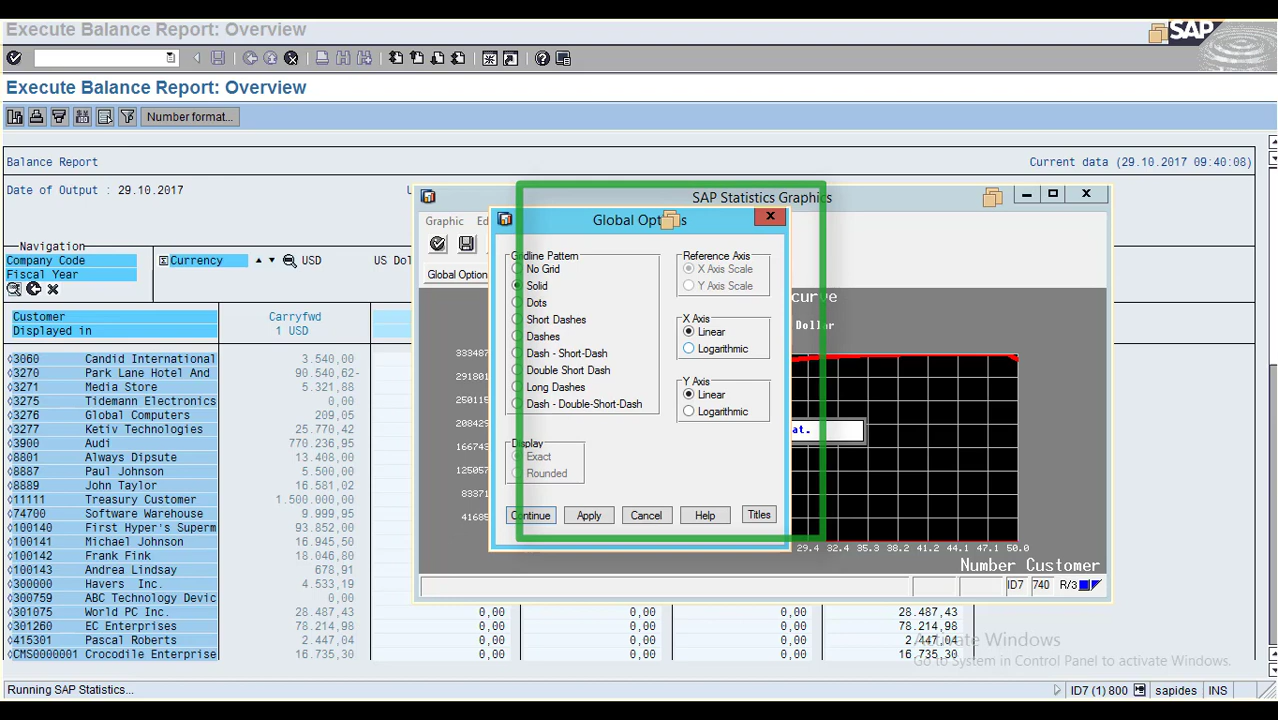 Execute Balance Report: Overview
SAP
Execute Balance Report: Overview
Number format...
Balance Report
Current data (29.10.2017 09:40:08)
Date of Output : 29.10.2017
Navigation
Company Code
Fiscal Year
Currency
USD
US Dol
Customer
Displayed in
Carryfwd
1 USD
3060 Candid International 3.540,00
3270 Park Lane Hotel And 90.540,62-
3271 Media Store 5.321,88
3275 Tidemann Electronics 0,00
3276 Global Computers 209,05
3277 Ketiv Technologies 25.770,42
3900 Audi 770.236,95
8801 Always Dipsute 13.408,00
8887 Paul Johnson 5.500,00
8889 John Taylor 16.581,02
11111 Treasury Customer 1.500.000,00
74700 Software Warehouse 9.999,95
100140 First Hyper's Superm 93.852,00
100141 Michael Johnson 16.945,50
100142 Frank Fink 18.046,80
100143 Andrea Lindsay 678,91
300000 Havers Inc. 4.533,19
300759 ABC Technology Devic 0,00
301075 World PC Inc. 28.487,43 0,00 0,00 0,00 28.487,43
301260 EC Enterprises 78.214,98 0,00 0,00 0,00 78.214,98
415301 Pascal Roberts 2.447,04 0,00 0,00 0,00 2.447,04
CMS0000001 Crocodile Enterprise 16.735,30 0,00 0,00 0,00 16.735,30
SAP Statistics Graphics
Graphic Ed
Global Option
curve
Dollar
333487
291801
250115
208429
166743
125057
83371
41685
at.
29.4 32.4 35.3 38.2 41.2 44.1 47.1 50.0
Number Customer
ID7 740 R/3
Global Opt s
Gridline Pattern
No Grid
Solid
Dots
Short Dashes
Dashes
Dash - Short-Dash
Double Short Dash
Long Dashes
Dash - Double-Short-Dash
Display
Exact
Rounded
Reference Axis
X Axis Scale
Y Axis Scale
X Axis
Linear
Logarithmic
Y Axis
Linear
Logarithmic
Continue Apply Cancel Help Titles
Activate Windows
Go to System in Control Panel to activate Windows.
Running SAP Statistics...
ID7 (1) 800 sapides INS